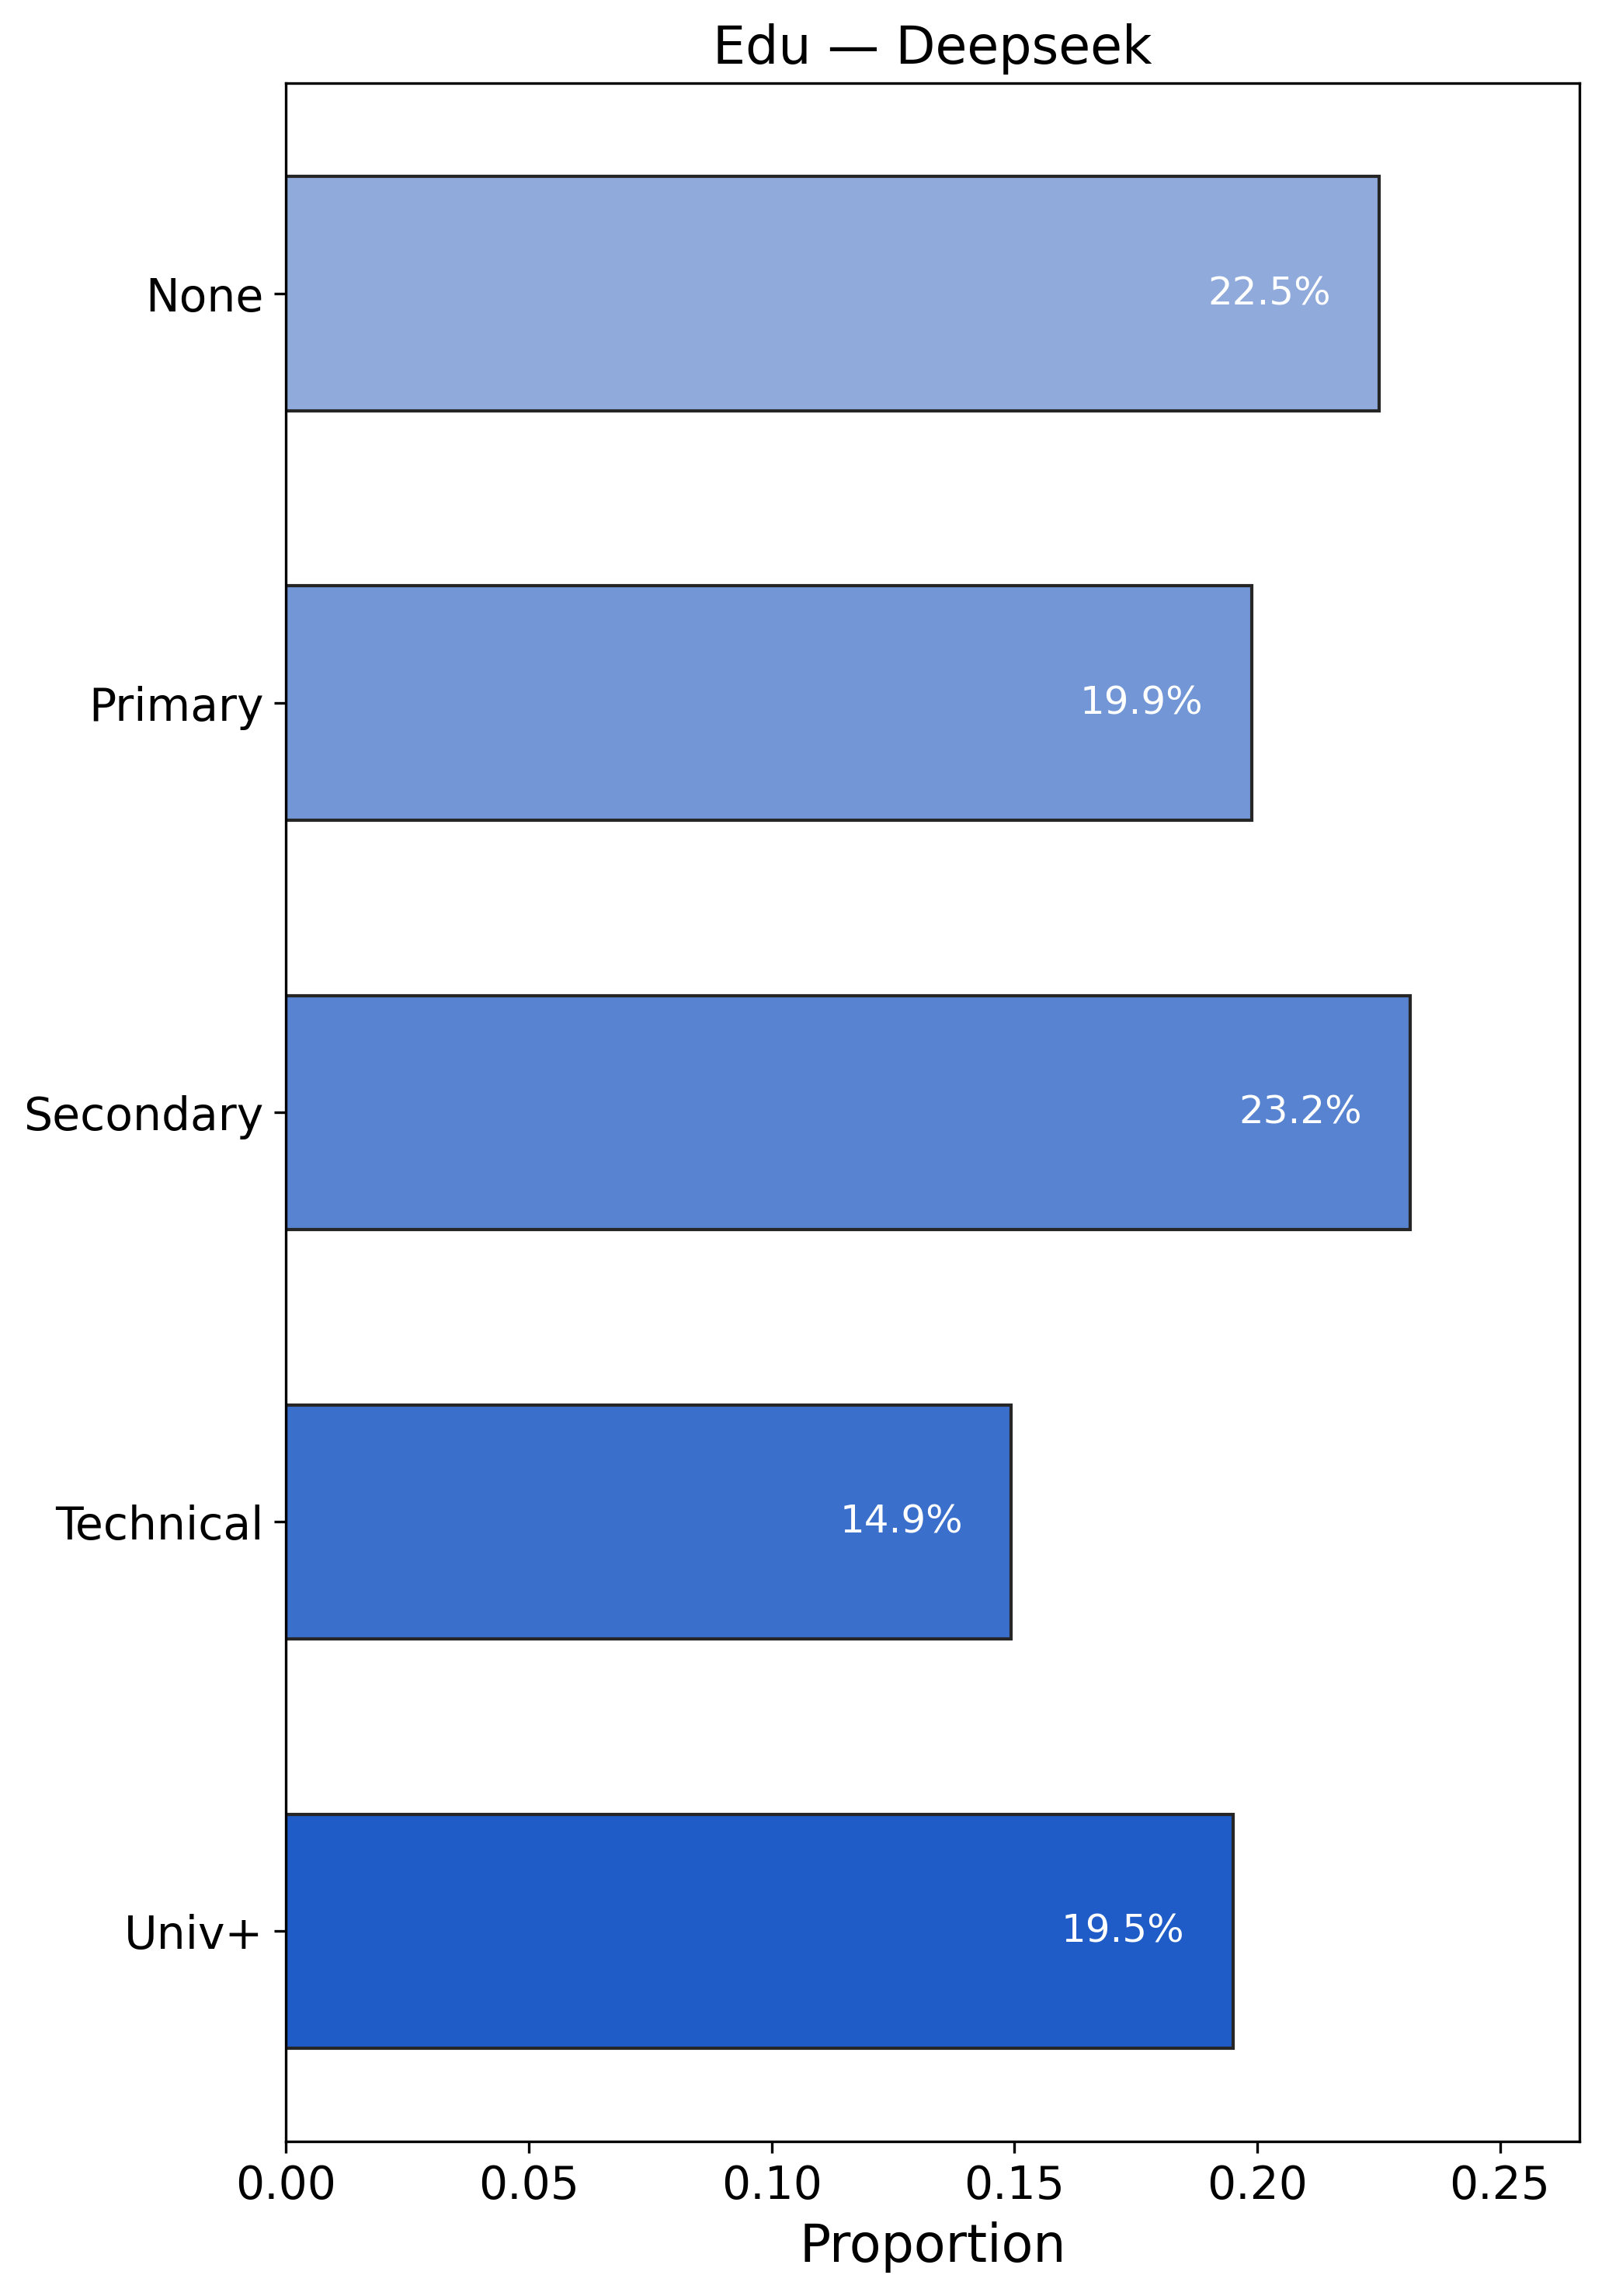 Edu — Deepseek
None
22.5%
Primary
19.9%
Secondary
23.2%
Technical
14.9%
Univ+
19.5%
0.00 0.05 0.10 0.15 0.20 0.25
Proportion